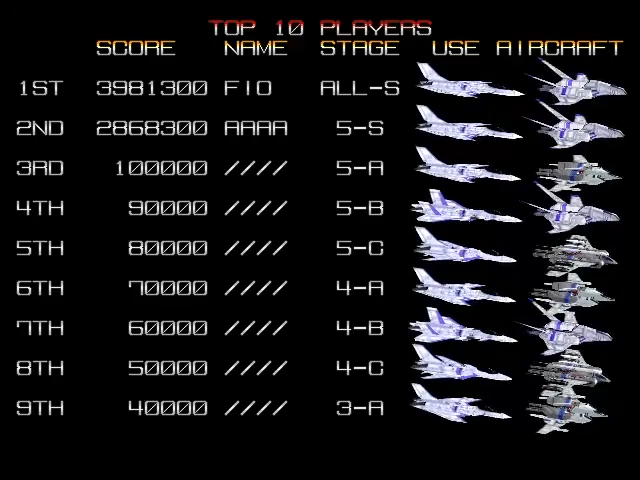 TOP 10 PLAYERS
SCORE NAME STAGE USE AIRCRAFT
1ST 3981300 FIO ALL-S
2ND 2868300 AAAA 5-S
3RD 100000 //// 5-A
4TH 90000 //// 5-B
5TH 80000 //// 5-C
6TH 70000 //// 4-A
7TH 60000 //// 4-B
8TH 50000 //// 4-C
9TH 40000 //// 3-A